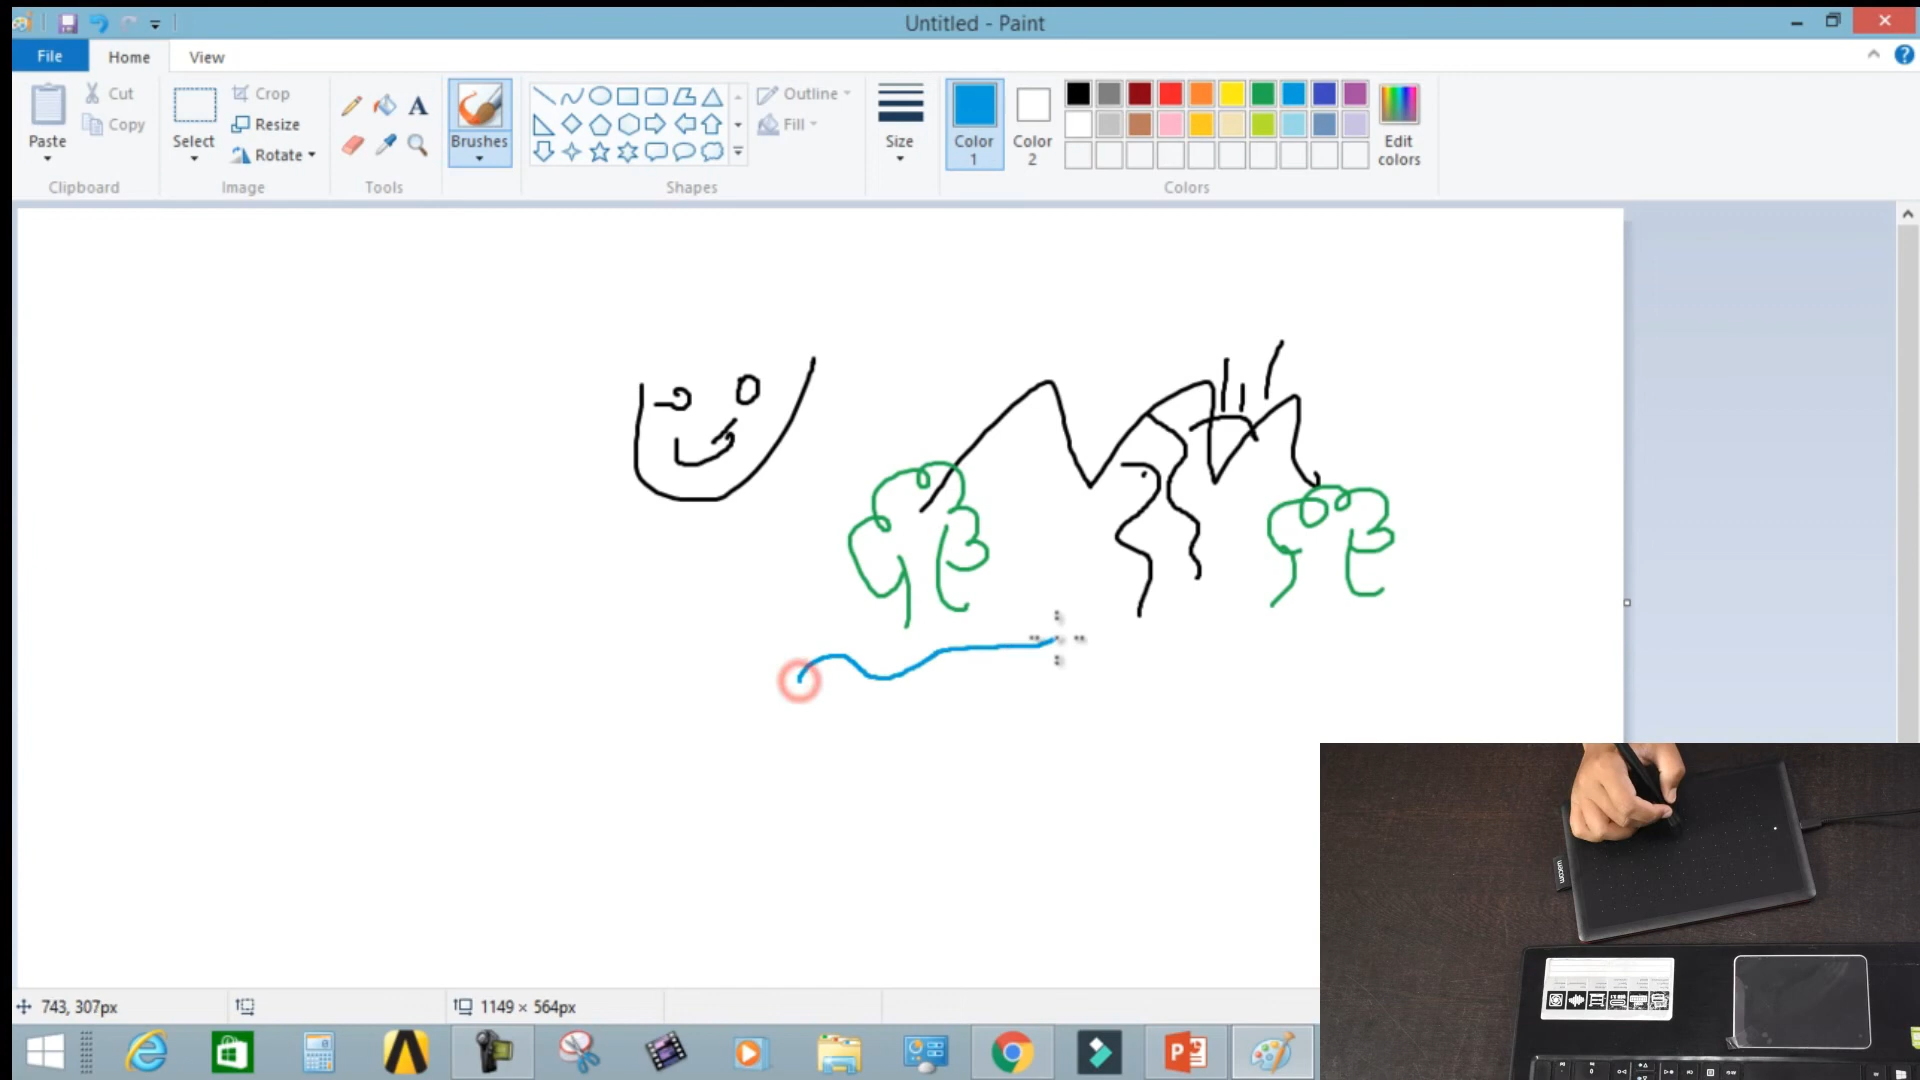 Untitled - Paint
File Home View
Paste Cut Copy
Select Crop Resize Rotate
A
Brushes
Outline Fill
Size
Color 1
Color 2
Edit colors
Clipboard Image Tools Shapes Colors
743, 307px 1149 × 564px
wacom